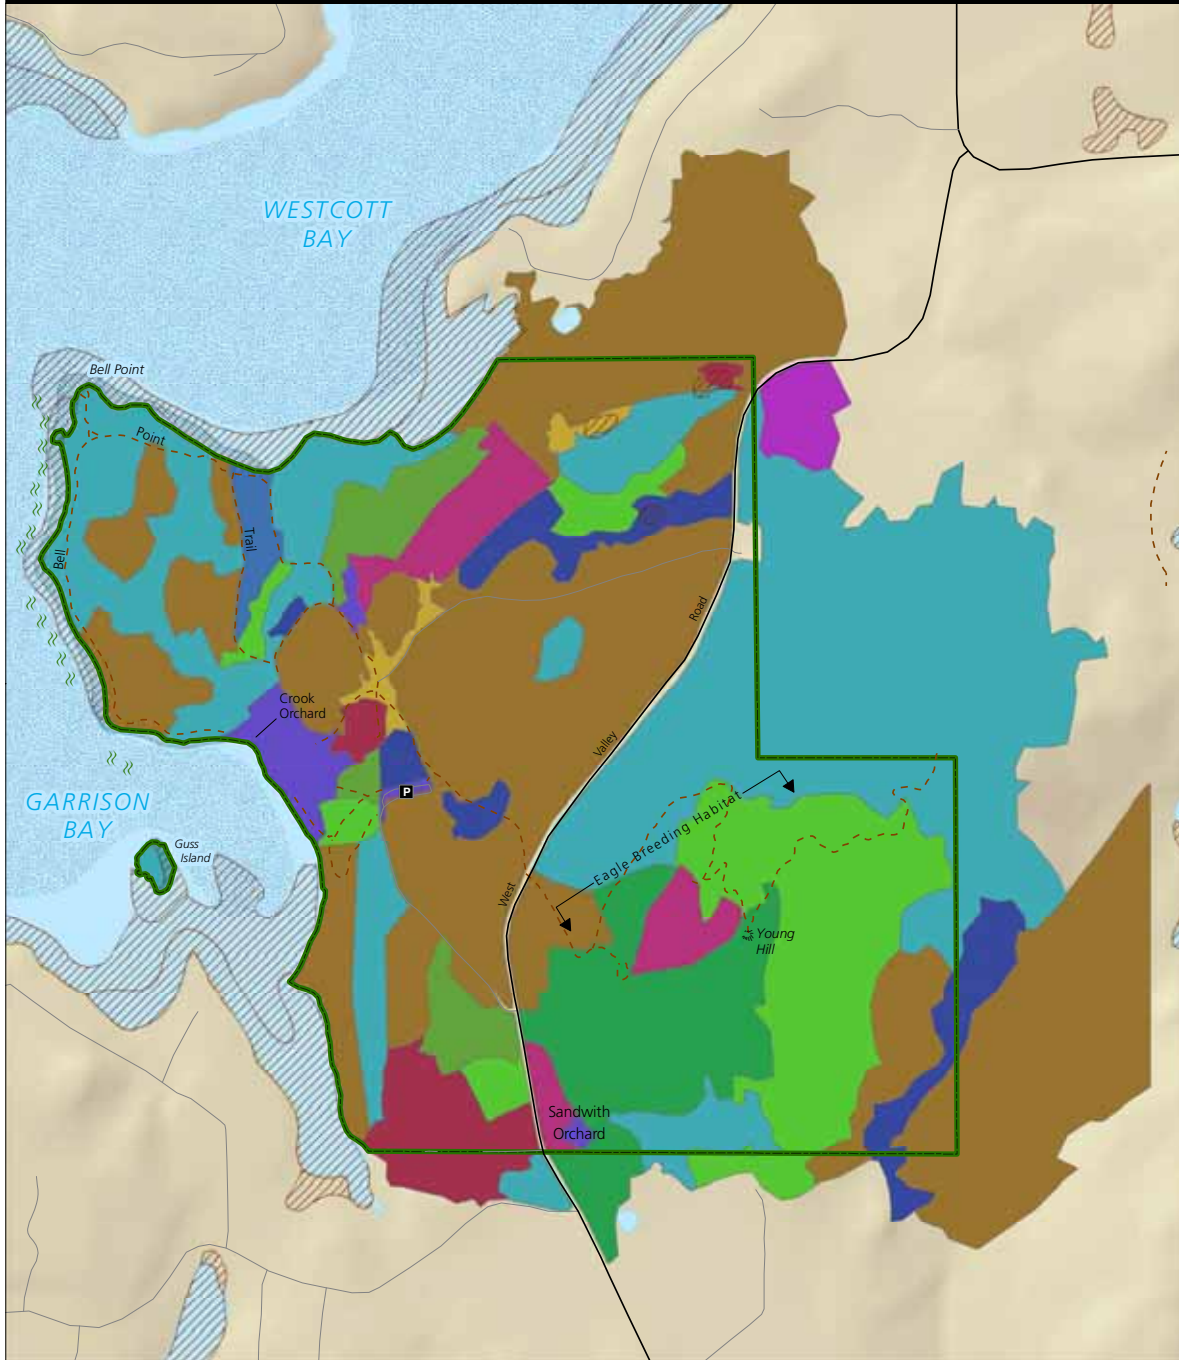 WESTCOTT
BAY
Bell Point
Point
Bell
Trail
Road
Crook
Orchard
Valley
P
GARRISON
BAY
Guss
Island
Eagle Breeding Habitat
West
Young
Hill
Sandwith
Orchard